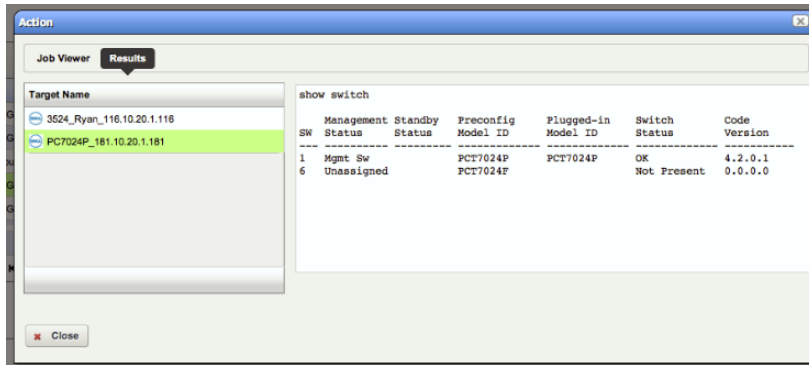 Action
Job Viewer Results
Target Name
3524_Ryan_116.10.20.1.116
PC7024P_181.10.20.1.181
show switch
Management Standby Preconfig Plugged-in Switch Code
SW Status Status Model ID Model ID Status Version
--- ---------- --------- ------------- ------------- ------------- -----------
1 Mgmt Sw PCT7024P PCT7024P OK 4.2.0.1
6 Unassigned PCT7024F Not Present 0.0.0.0
Close